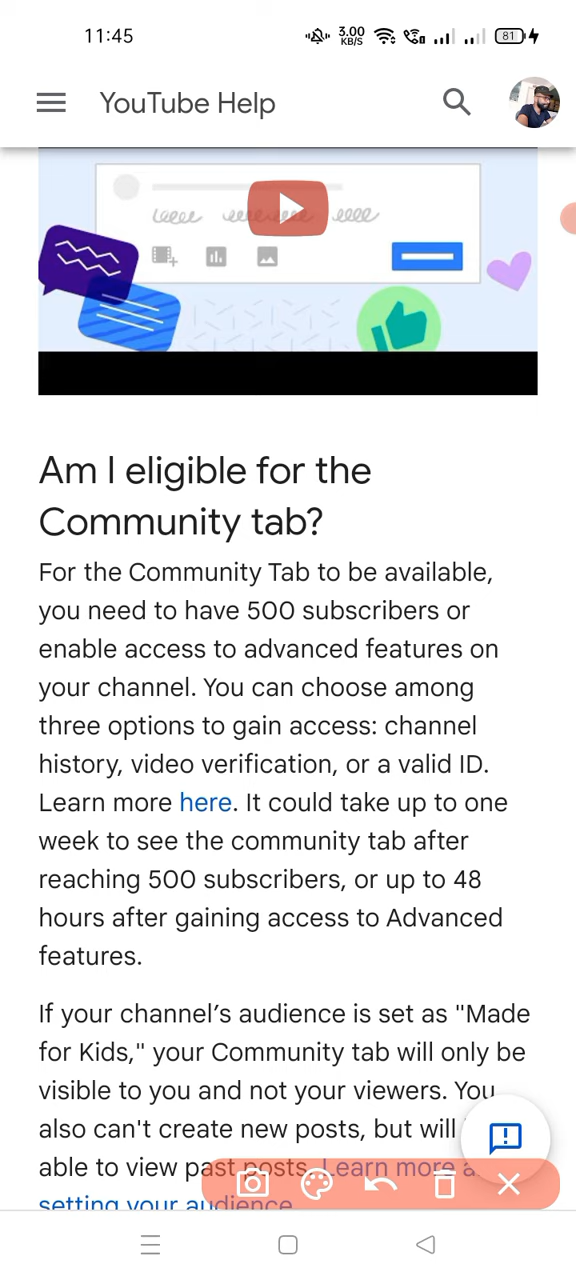 11:45
3.00
KB/S
81
YouTube Help
Am I eligible for the
Community tab?
For the Community Tab to be available,
you need to have 500 subscribers or
enable access to advanced features on
your channel. You can choose among
three options to gain access: channel
history, video verification, or a valid ID.
Learn more here. It could take up to one
week to see the community tab after
reaching 500 subscribers, or up to 48
hours after gaining access to Advanced
features.
If your channel's audience is set as "Made
for Kids," your Community tab will only be
visible to you and not your viewers. You
also can't create new posts, but will
able to view past posts. Learn more a
setting your audience